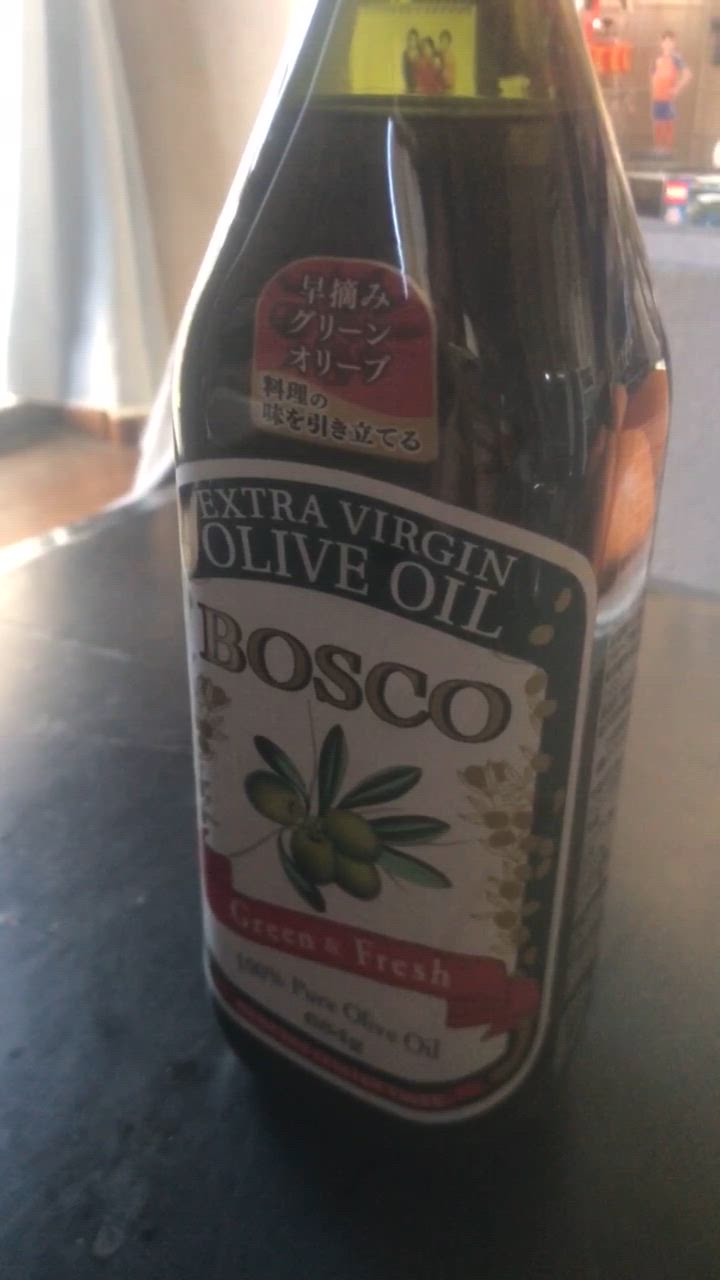 早摘み
グリーン
オリーブ
料理の
味を引き立てる
EXTRA VIRGIN
OLIVE OIL
BOSCO
Green & Fresh
100% Pure Olive Oil
684g